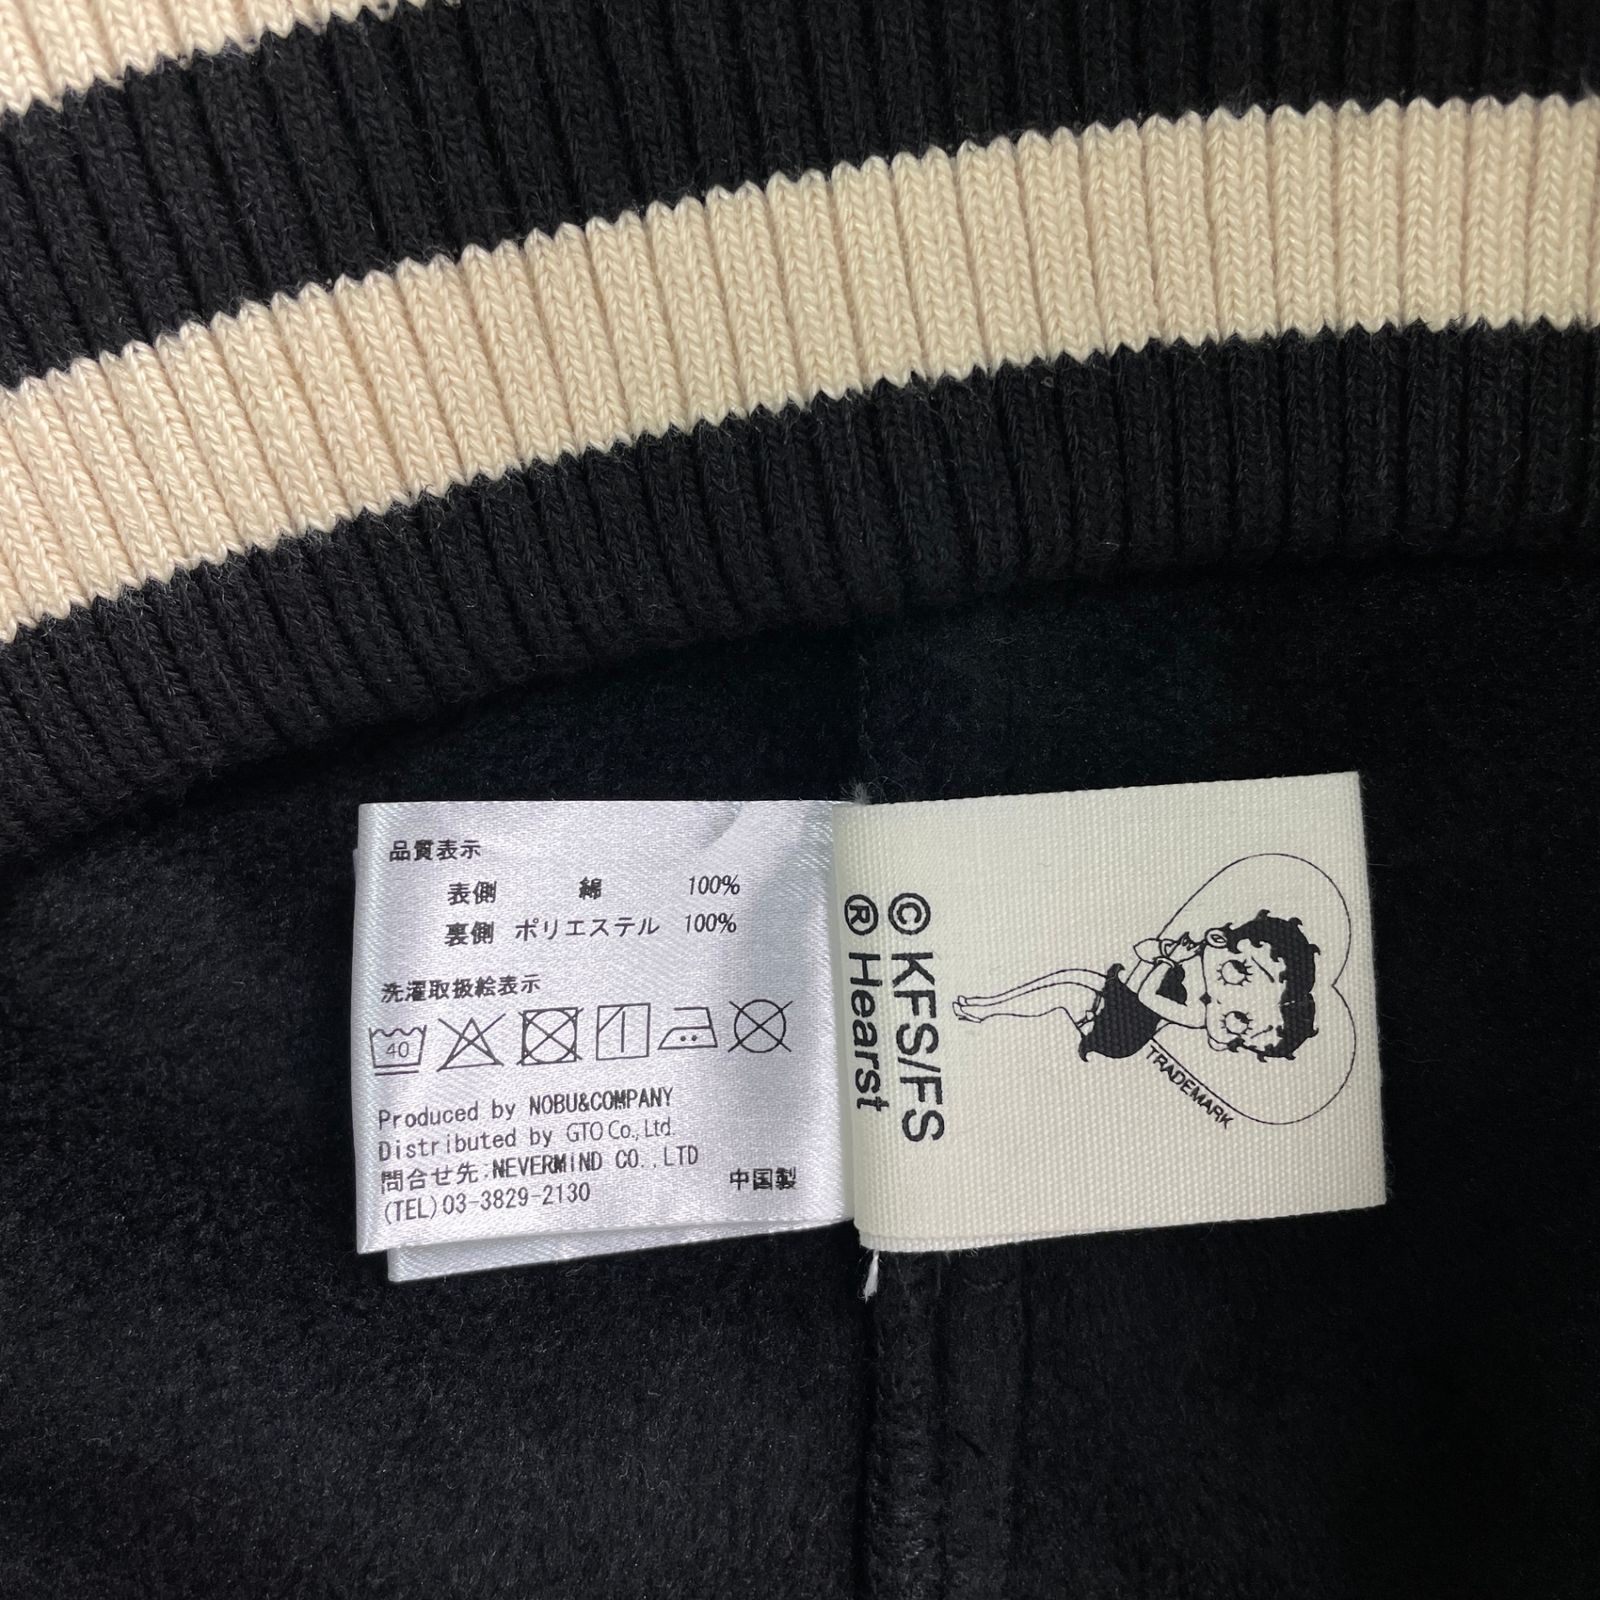 品質表示
表側 綿 100%
裏側 ポリエステル 100%
洗濯取扱絵表示
40
Produced by NOBU&COMPANY
Distributed by GTO Co., Ltd.
問合せ先:NEVERMIND CO.,LTD
(TEL)03-3829-2130
中国製
© KFS/FS
® Hearst
TRADEMARK